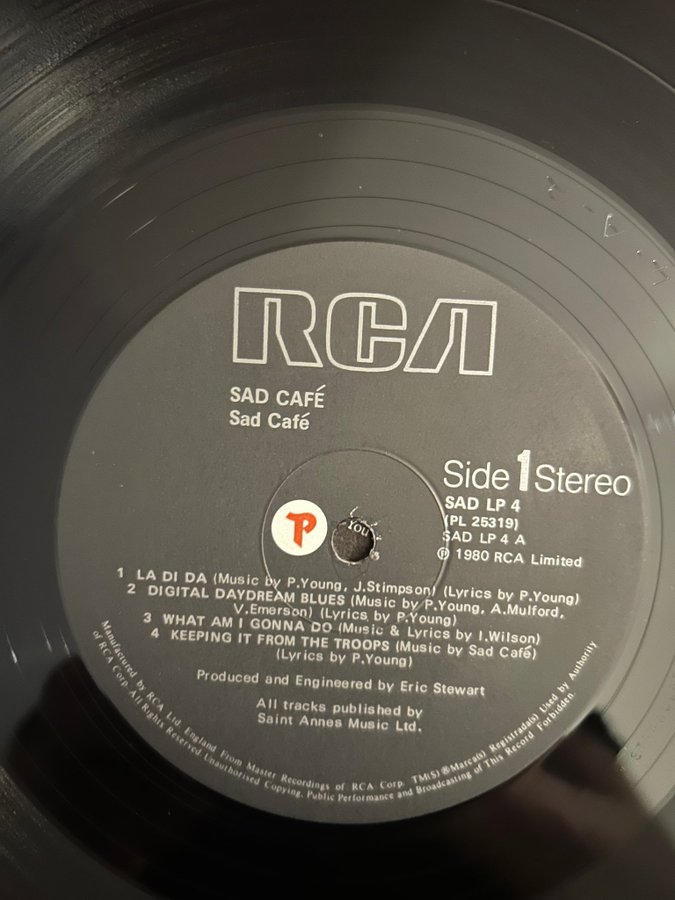 RCA
SAD CAFÉ
Sad Café
Side 1 Stereo
SAD LP 4
(PL 25319)
SAD LP 4 A
℗ 1980 RCA Limited
P
You
1 LA DI DA (Music by P.Young, J.Stimpson) (Lyrics by P.Young)
2 DIGITAL DAYDREAM BLUES (Music by P.Young, A.Mulford,
V.Emerson) (Lyrics by P.Young)
3 WHAT AM I GONNA DO (Music & Lyrics by I.Wilson)
4 KEEPING IT FROM THE TROOPS (Music by Sad Café)
(Lyrics by P.Young)
Produced and Engineered by Eric Stewart
All tracks published by
Saint Annes Music Ltd.
Manufactured by RCA Ltd. England From Master Recordings of RCA Corp. TM(S) ® Marca(s) Registrada(s) Used by Authority
of RCA Corp. All Rights Reserved Unauthorised Copying, Public Performance and Broadcasting of This Record Forbidden.